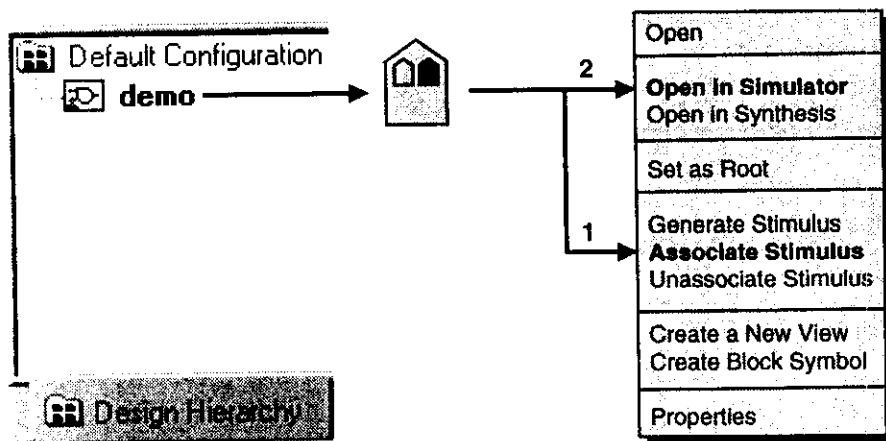 Default Configuration
demo
Design Hierarchy
2
1
Open
Open in Simulator
Open in Synthesis
Set as Root
Generate Stimulus
Associate Stimulus
Unassociate Stimulus
Create a New View
Create Block Symbol
Properties